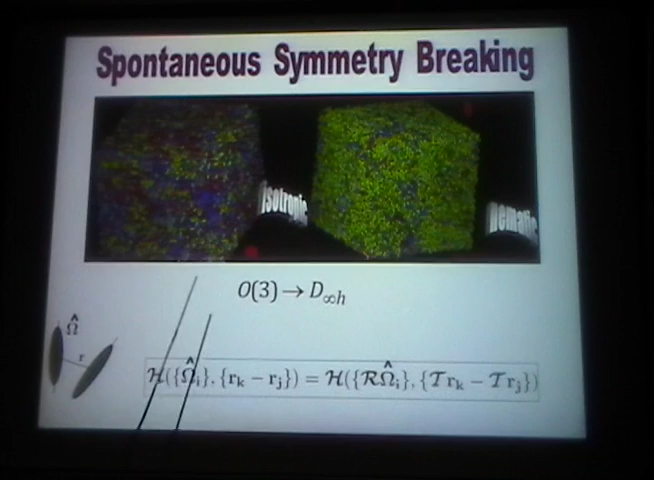 Spontaneous Symmetry Breaking
Isotropic
Nematic
O(3) → D∞h
Ω̂
r
ℋ({Ω̂ᵢ}, {rₖ − rⱼ}) = ℋ({ℛΩ̂ᵢ}, {𝒯rₖ − 𝒯rⱼ})